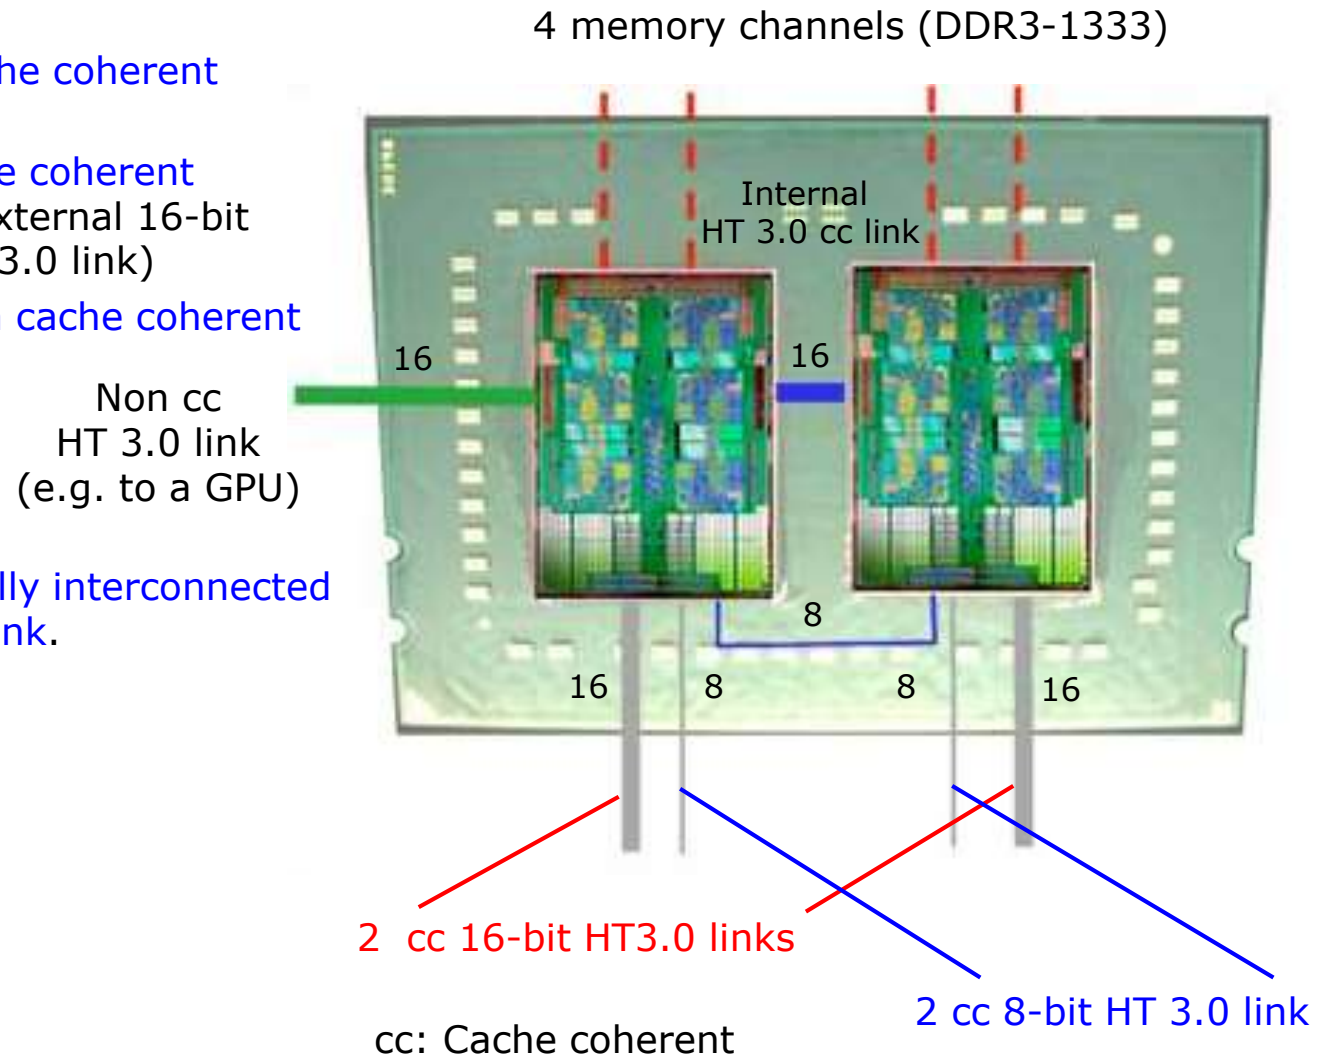 4 memory channels (DDR3-1333)
he coherent
e coherent
xternal 16-bit
3.0 link)
cache coherent
Internal
HT 3.0 cc link
16
16
Non cc
HT 3.0 link
(e.g. to a GPU)
lly interconnected
nk.
8
16
8
8
16
2 cc 16-bit HT3.0 links
2 cc 8-bit HT 3.0 link
cc: Cache coherent